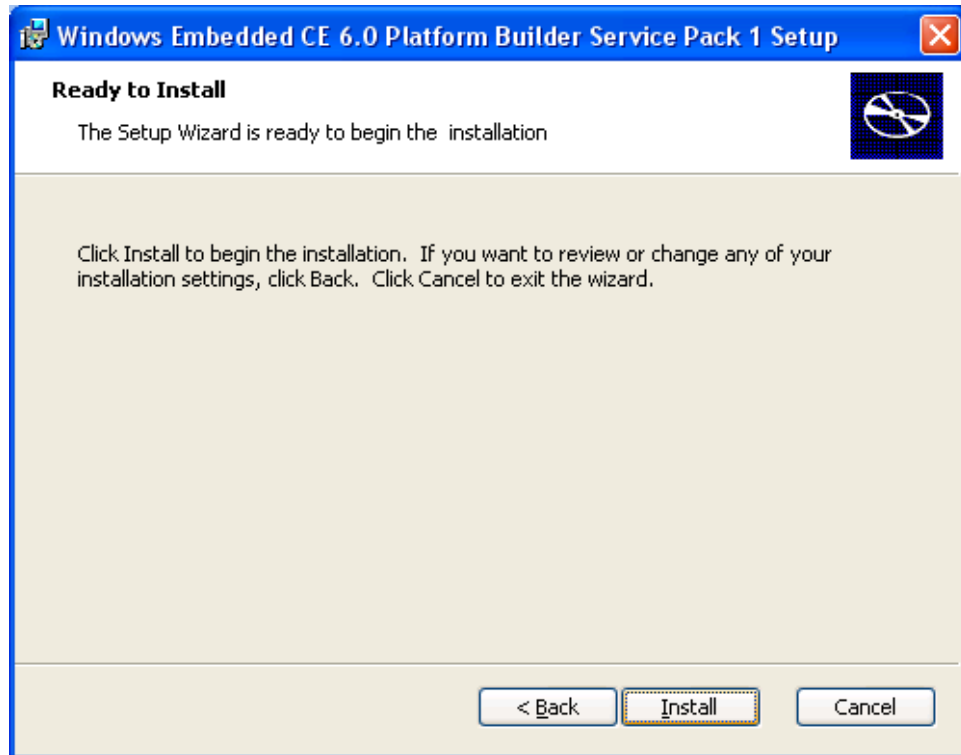 Windows Embedded CE 6.0 Platform Builder Service Pack 1 Setup
Ready to Install
The Setup Wizard is ready to begin the  installation
Click Install to begin the installation.  If you want to review or change any of your
installation settings, click Back.  Click Cancel to exit the wizard.
< Back
Install
Cancel